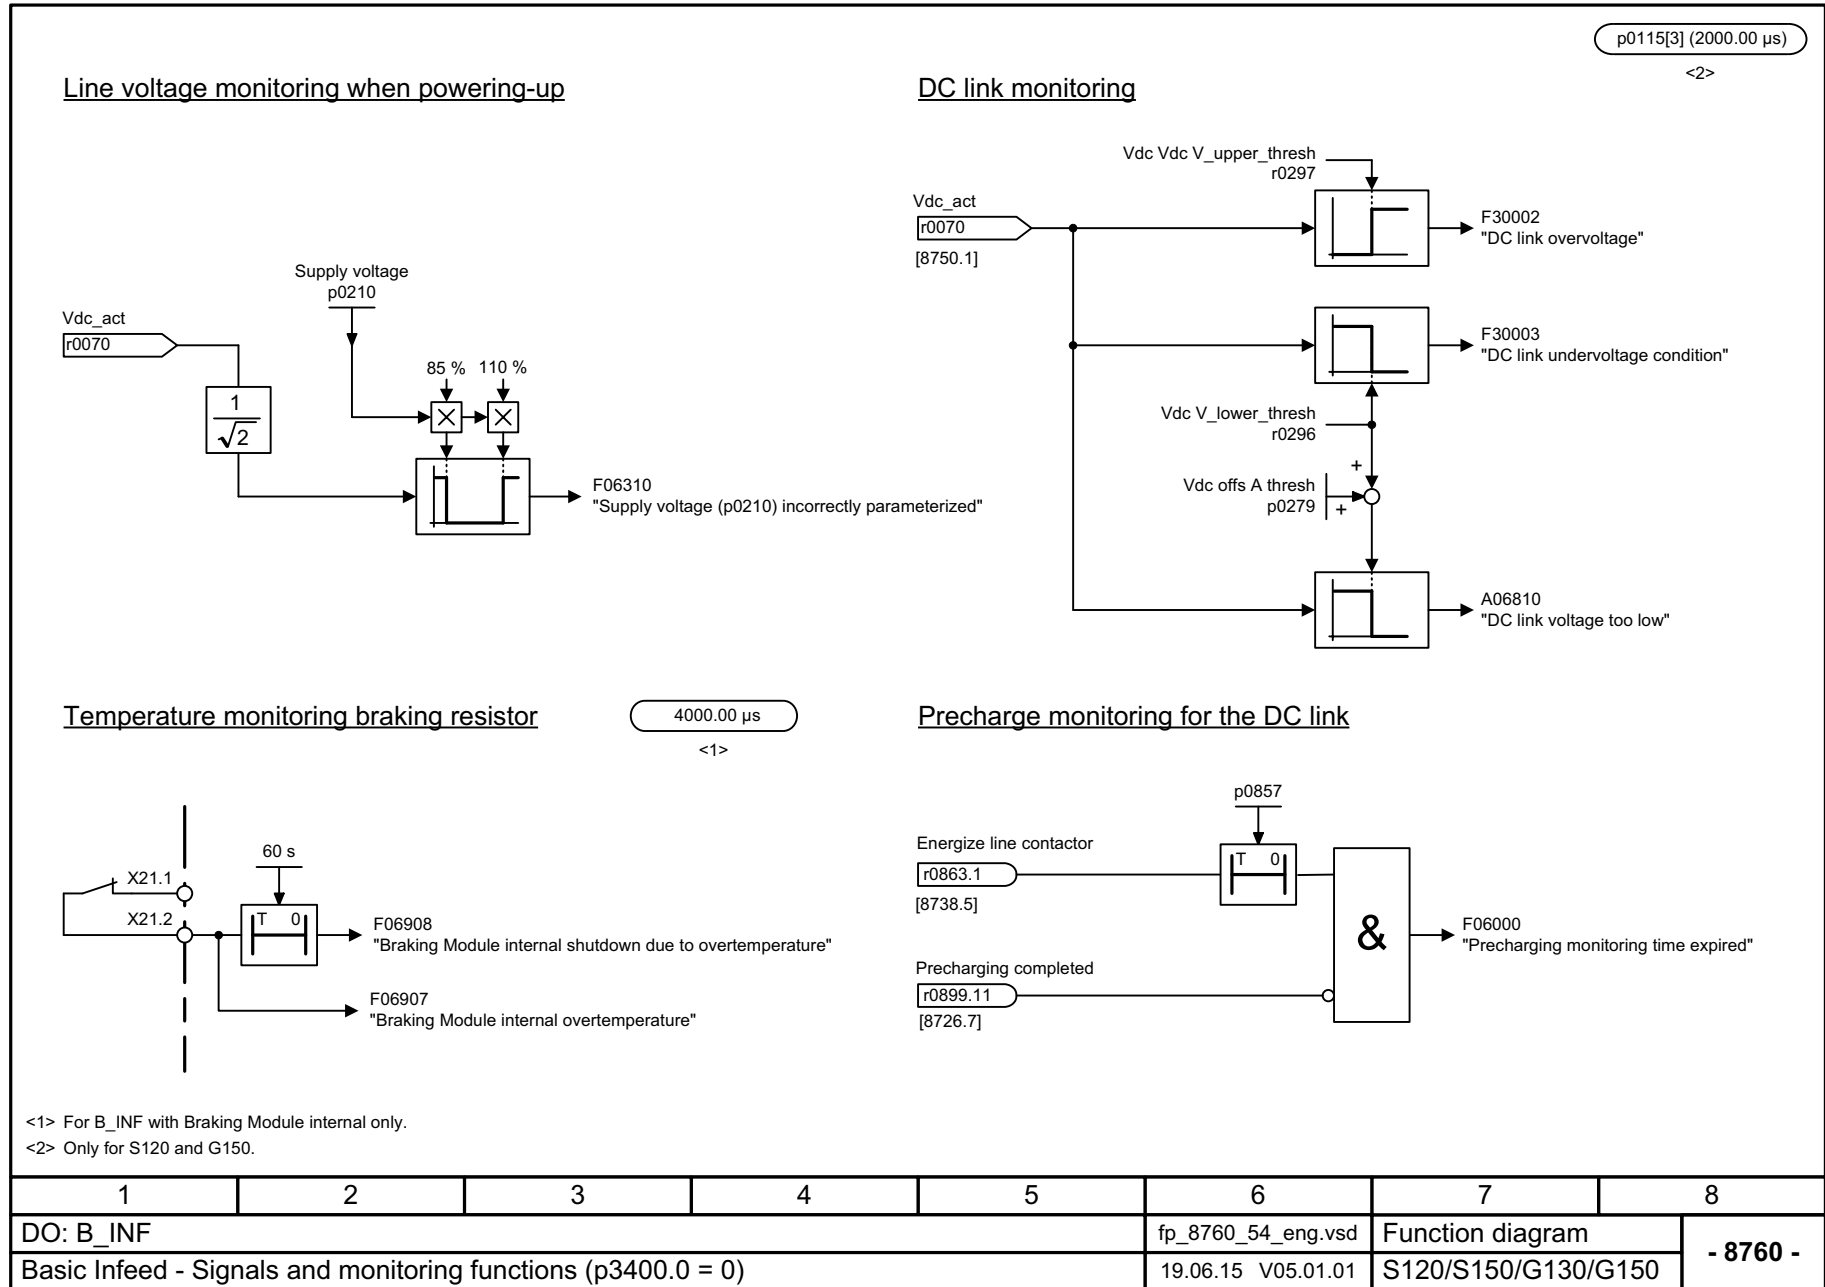 p0115[3] (2000.00 µs)
<2>
Line voltage monitoring when powering-up
Supply voltage
p0210
Vdc_act
r0070
85 % 110 %
1
√2
F06310
"Supply voltage (p0210) incorrectly parameterized"
DC link monitoring
Vdc Vdc V_upper_thresh
r0297
Vdc_act
r0070
[8750.1]
F30002
"DC link overvoltage"
F30003
"DC link undervoltage condition"
Vdc V_lower_thresh
r0296
+
Vdc offs A thresh
p0279
+
A06810
"DC link voltage too low"
Temperature monitoring braking resistor
4000.00 µs
<1>
60 s
X21.1
X21.2
T 0
F06908
"Braking Module internal shutdown due to overtemperature"
F06907
"Braking Module internal overtemperature"
Precharge monitoring for the DC link
p0857
Energize line contactor
r0863.1
[8738.5]
T 0
&
F06000
"Precharging monitoring time expired"
Precharging completed
r0899.11
[8726.7]
<1> For B_INF with Braking Module internal only.
<2> Only for S120 and G150.
1 2 3 4 5 6 7 8
DO: B_INF
fp_8760_54_eng.vsd
Function diagram
- 8760 -
Basic Infeed - Signals and monitoring functions (p3400.0 = 0)
19.06.15 V05.01.01
S120/S150/G130/G150